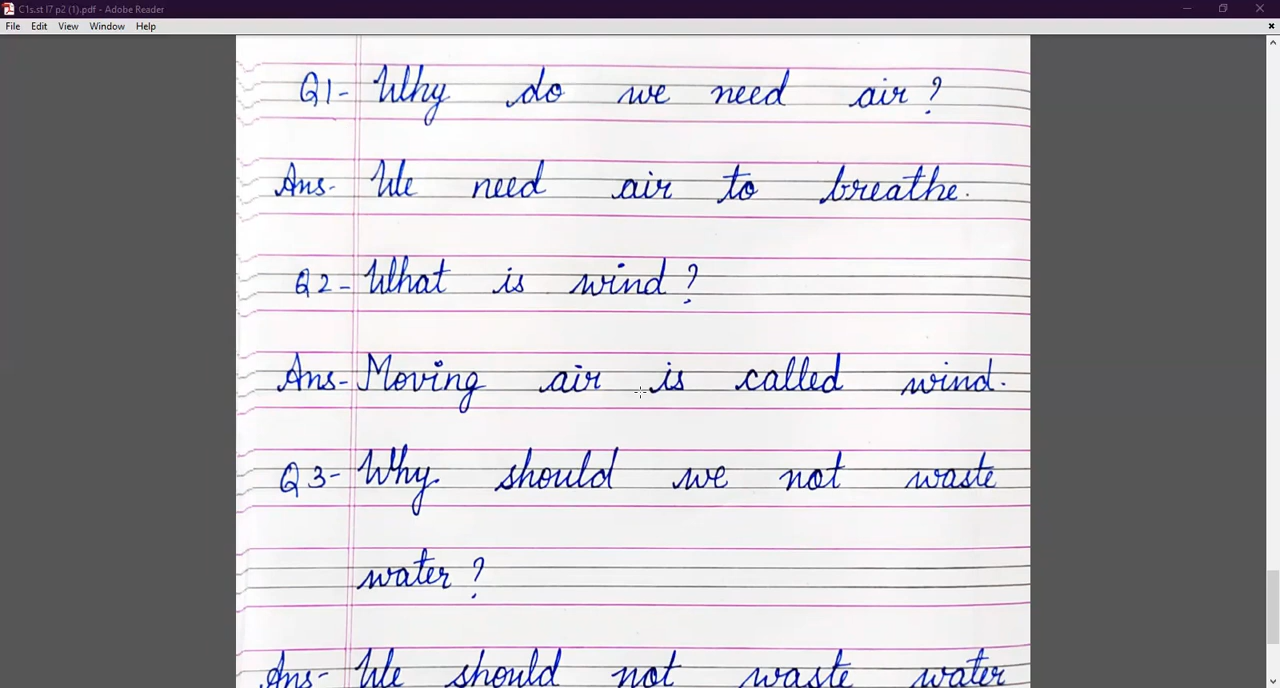 C1s.st l7 p2 (1).pdf - Adobe Reader
File Edit View Window Help
Q1- Why do we need air?
Ans- We need air to breathe.
Q2- What is wind?
Ans- Moving air is called wind.
Q3- Why should we not waste
water?
Ans- We should not waste water